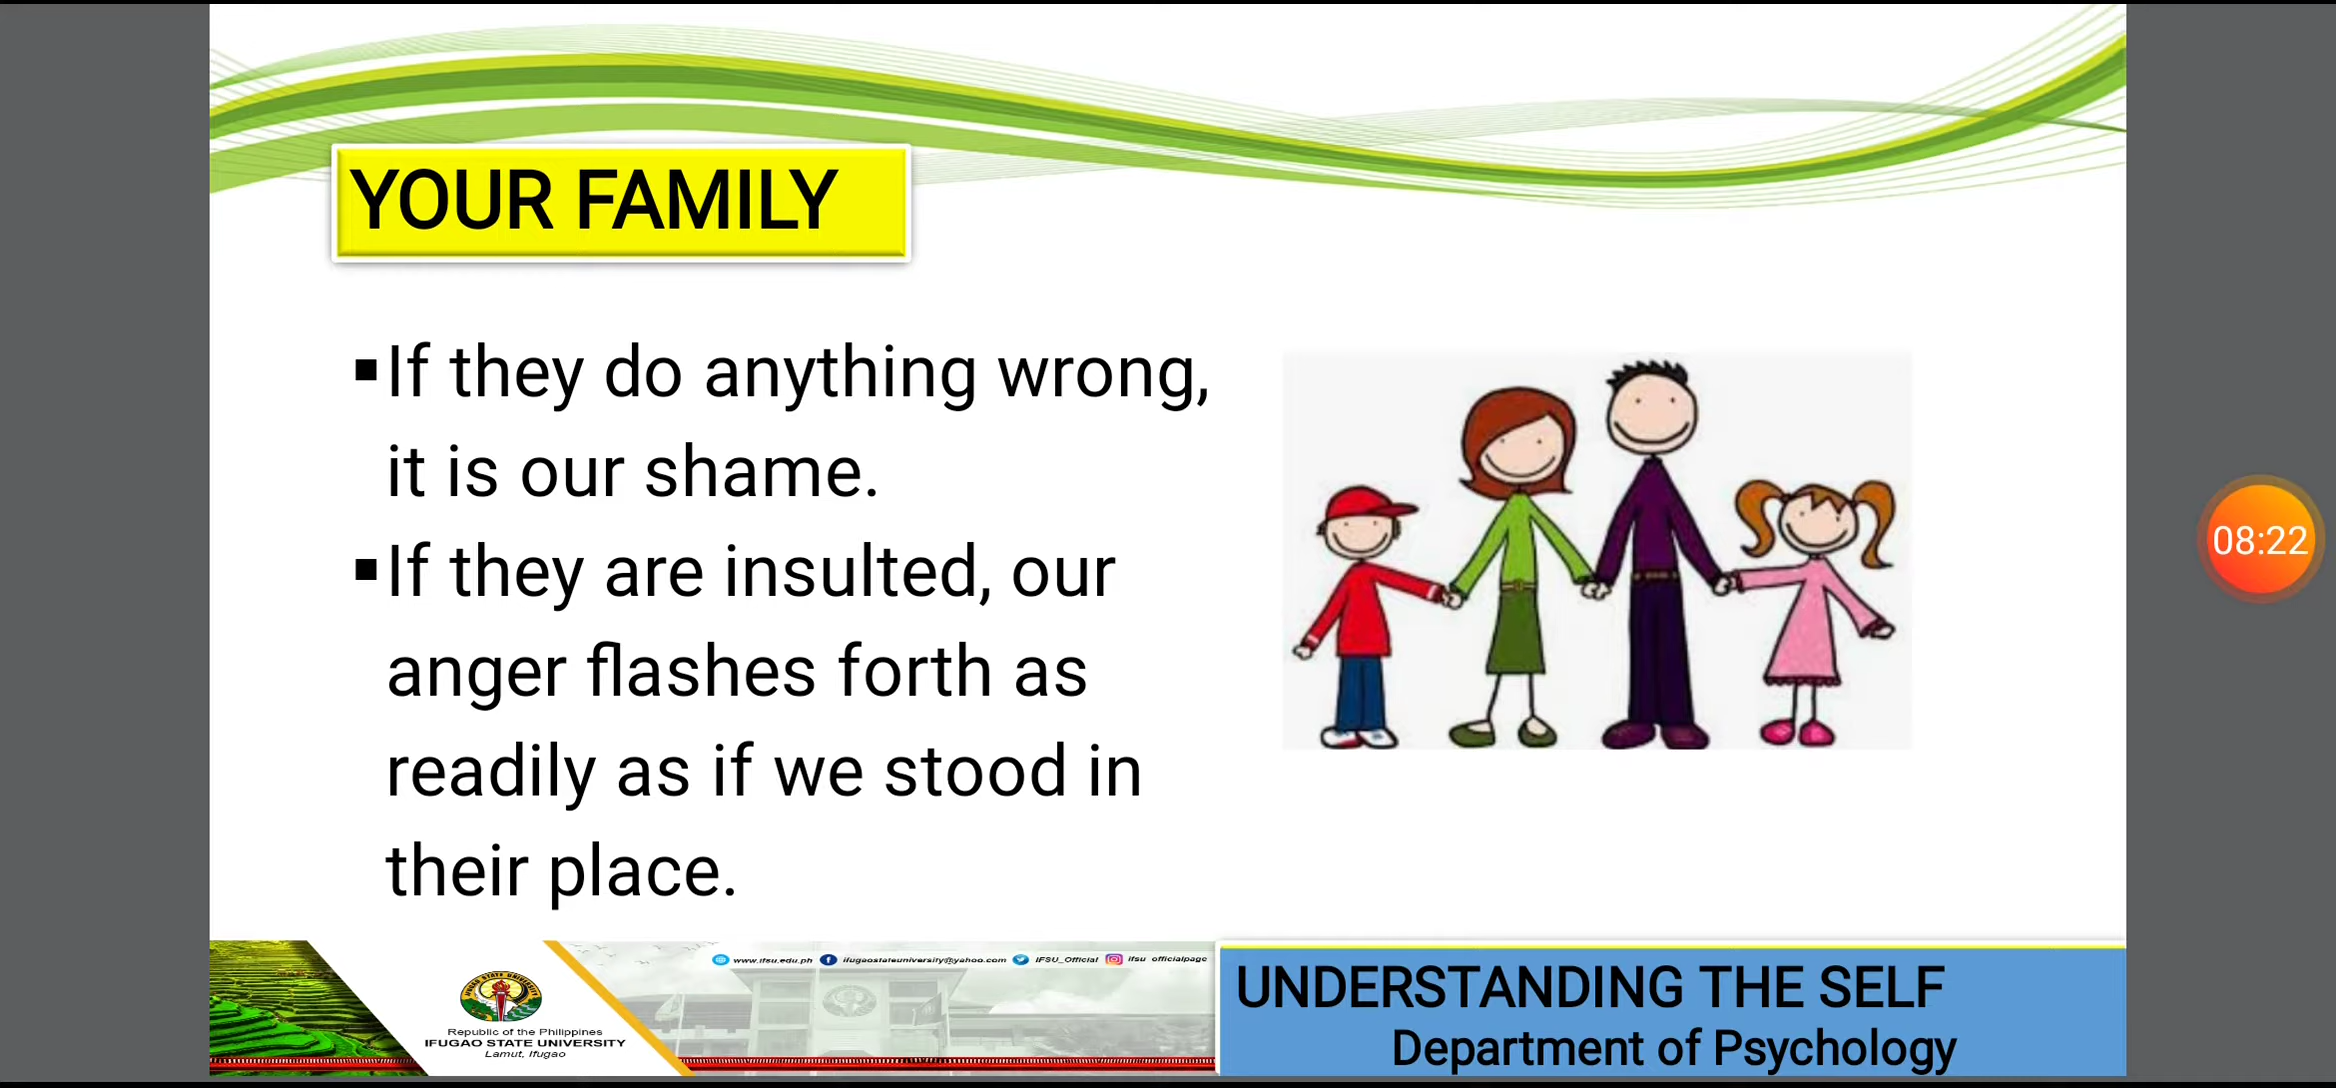 YOUR FAMILY
▪If they do anything wrong,
it is our shame.
▪If they are insulted, our
anger flashes forth as
readily as if we stood in
their place.
08:22
www.ifsu.edu.ph ifugaostateuniversity@yahoo.com IFSU_Official ifsu officialpage
Republic of the Philippines
IFUGAO STATE UNIVERSITY
Lamut, Ifugao
UNDERSTANDING THE SELF
Department of Psychology